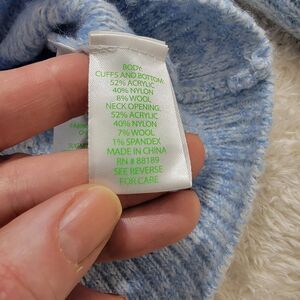 BODY:
CUFFS AND BOTTOM:
52% ACRYLIC
40% NYLON
8% WOOL
NECK OPENING:
52% ACRYLIC
40% NYLON
7% WOOL
1% SPANDEX
MADE IN CHINA
RN # 88189
SEE REVERSE
FOR CARE